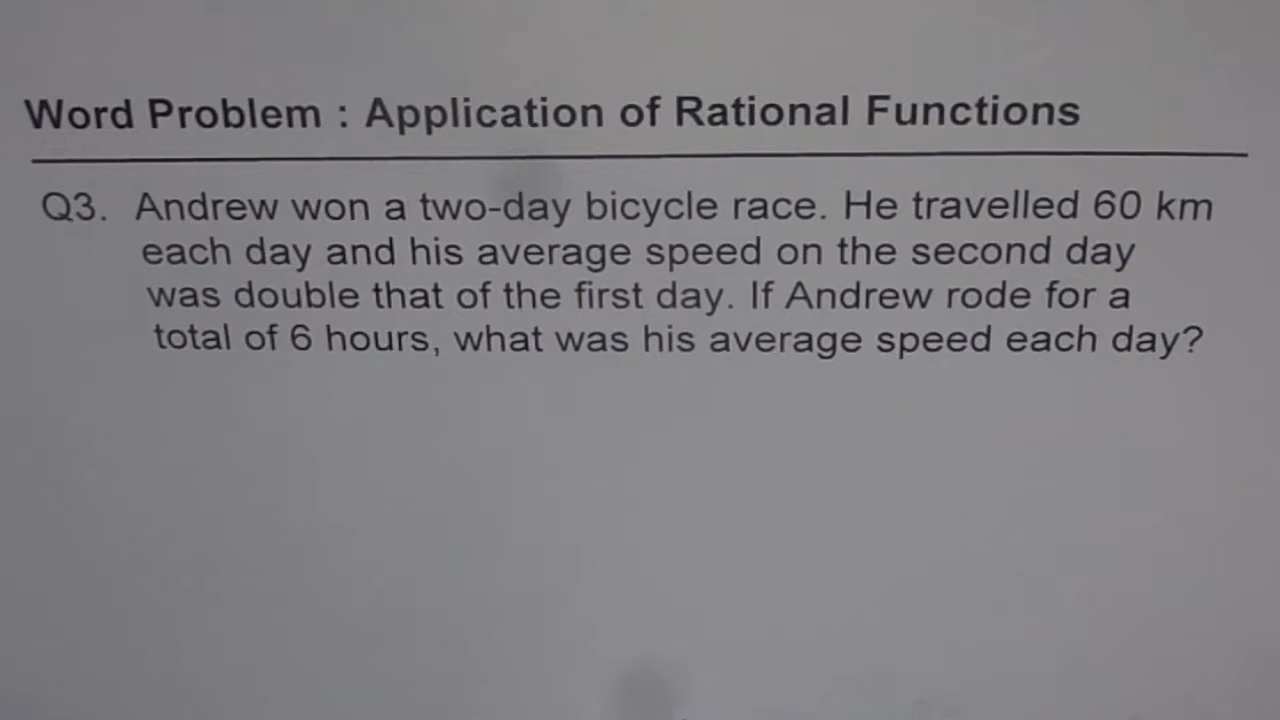 Word Problem : Application of Rational Functions
Q3. Andrew won a two-day bicycle race. He travelled 60 km
each day and his average speed on the second day
was double that of the first day. If Andrew rode for a
total of 6 hours, what was his average speed each day?